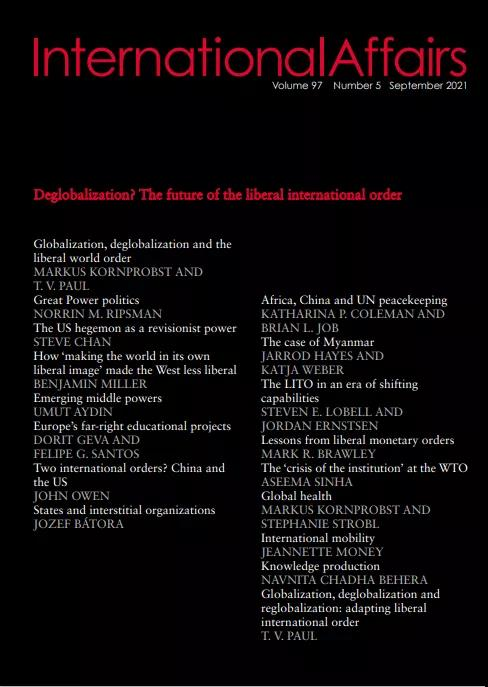 InternationalAffairs
Volume 97 Number 5 September 2021
Deglobalization? The future of the liberal international order
Globalization, deglobalization and the
liberal world order
MARKUS KORNPROBST AND
T. V. PAUL
Great Power politics
NORRIN M. RIPSMAN
The US hegemon as a revisionist power
STEVE CHAN
How ‘making the world in its own
liberal image’ made the West less liberal
BENJAMIN MILLER
Emerging middle powers
UMUT AYDIN
Europe’s far-right educational projects
DORIT GEVA AND
FELIPE G. SANTOS
Two international orders? China and
the US
JOHN OWEN
States and interstitial organizations
JOZEF BÁTORA
Africa, China and UN peacekeeping
KATHARINA P. COLEMAN AND
BRIAN L. JOB
The case of Myanmar
JARROD HAYES AND
KATJA WEBER
The LITO in an era of shifting
capabilities
STEVEN E. LOBELL AND
JORDAN ERNSTSEN
Lessons from liberal monetary orders
MARK R. BRAWLEY
The ‘crisis of the institution’ at the WTO
ASEEMA SINHA
Global health
MARKUS KORNPROBST AND
STEPHANIE STROBL
International mobility
JEANNETTE MONEY
Knowledge production
NAVNITA CHADHA BEHERA
Globalization, deglobalization and
reglobalization: adapting liberal
international order
T. V. PAUL